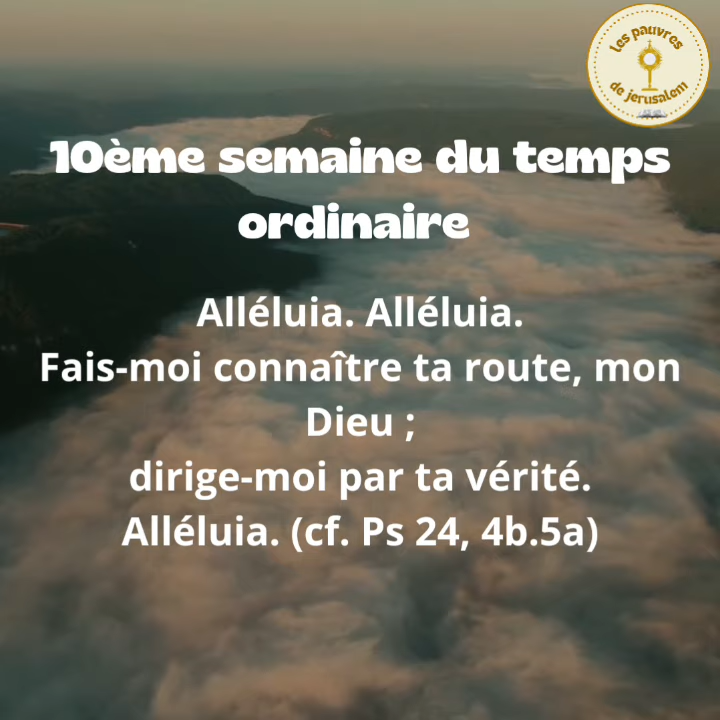 Les pauvres
de jerusalem
10ème semaine du temps
ordinaire
Alléluia. Alléluia.
Fais-moi connaître ta route, mon
Dieu ;
dirige-moi par ta vérité.
Alléluia. (cf. Ps 24, 4b.5a)